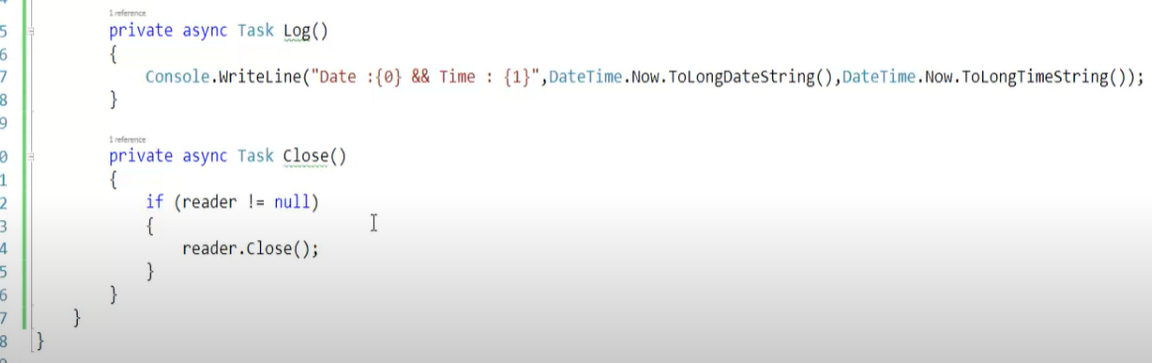 1 reference
5 private async Task Log()
6 {
7 Console.WriteLine("Date :{0} && Time : {1}",DateTime.Now.ToLongDateString(),DateTime.Now.ToLongTimeString());
8 }
9
1 reference
0 private async Task Close()
1 {
2 if (reader != null)
3 {
4 reader.Close();
5 }
6 }
7 }
8 }